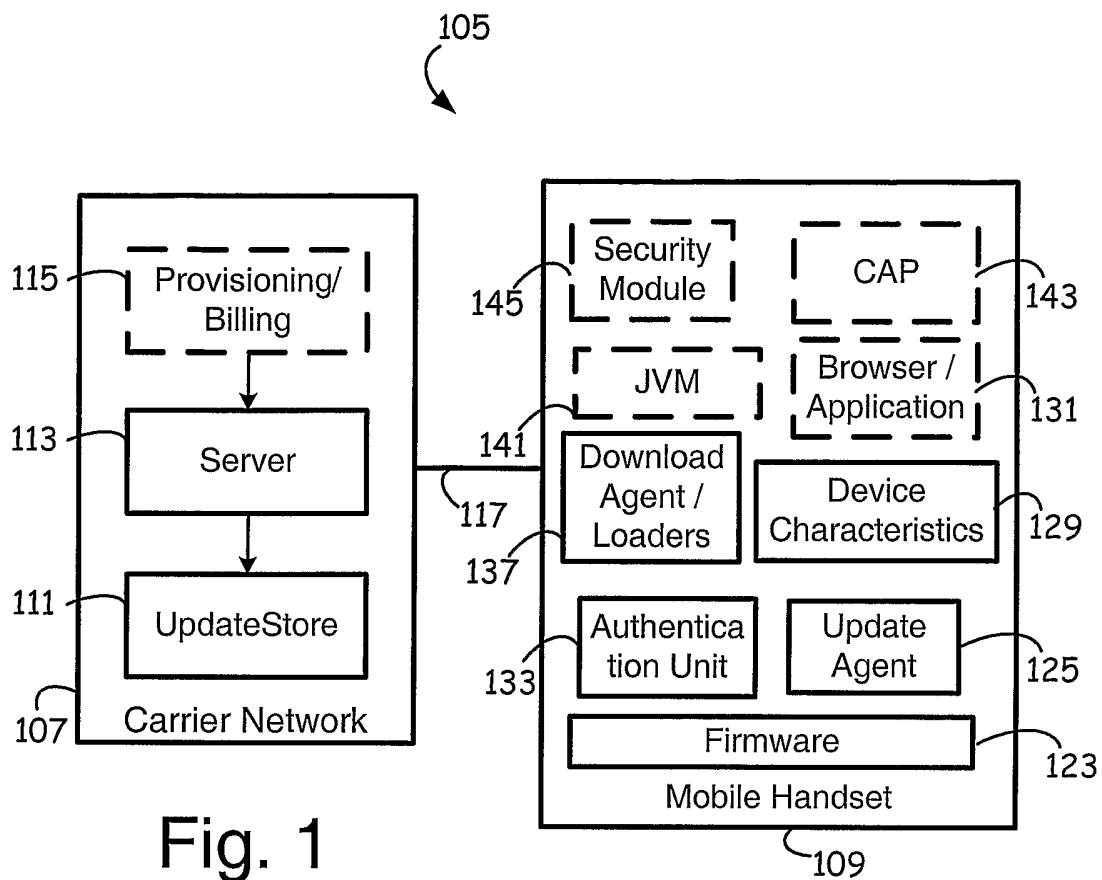 105
115
Provisioning/
Billing
113
Server
111
UpdateStore
107
Carrier Network
117
Security
Module
145
CAP
143
JVM
141
Browser /
Application
131
Download
Agent /
Loaders
137
Device
Characteristics
129
Authentica
tion Unit
133
Update
Agent
125
Firmware
123
Mobile Handset
109
Fig. 1